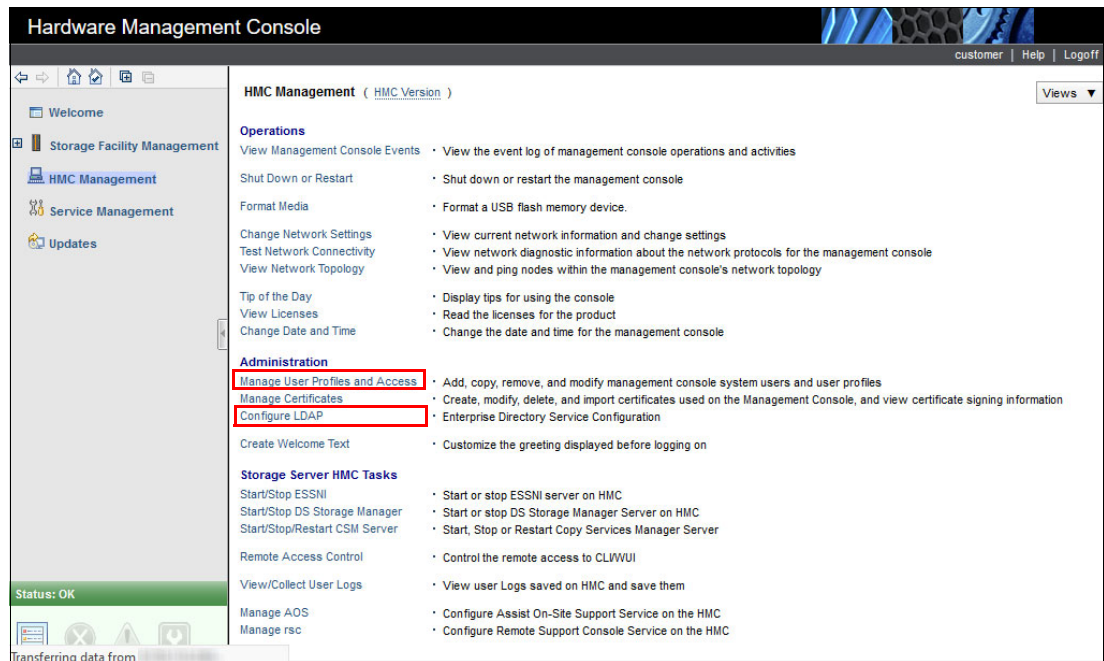 Hardware Management Console
customer | Help | Logoff
HMC Management ( HMC Version )
Views ▼
Welcome
Storage Facility Management
HMC Management
Service Management
Updates
Operations
View Management Console Events · View the event log of management console operations and activities
Shut Down or Restart · Shut down or restart the management console
Format Media · Format a USB flash memory device.
Change Network Settings · View current network information and change settings
Test Network Connectivity · View network diagnostic information about the network protocols for the management console
View Network Topology · View and ping nodes within the management console's network topology
Tip of the Day · Display tips for using the console
View Licenses · Read the licenses for the product
Change Date and Time · Change the date and time for the management console
Administration
Manage User Profiles and Access · Add, copy, remove, and modify management console system users and user profiles
Manage Certificates · Create, modify, delete, and import certificates used on the Management Console, and view certificate signing information
Configure LDAP · Enterprise Directory Service Configuration
Create Welcome Text · Customize the greeting displayed before logging on
Storage Server HMC Tasks
Start/Stop ESSNI · Start or stop ESSNI server on HMC
Start/Stop DS Storage Manager · Start or stop DS Storage Manager Server on HMC
Start/Stop/Restart CSM Server · Start, Stop or Restart Copy Services Manager Server
Remote Access Control · Control the remote access to CLI/WUI
View/Collect User Logs · View user Logs saved on HMC and save them
Manage AOS · Configure Assist On-Site Support Service on the HMC
Manage rsc · Configure Remote Support Console Service on the HMC
Status: OK
Transferring data from